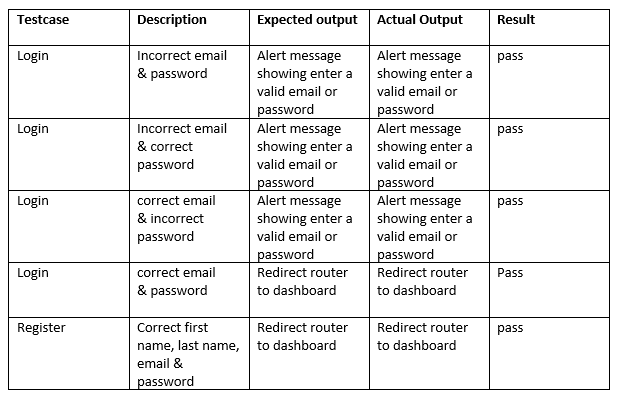 Testcase Description Expected output Actual Output Result
Login Incorrect email Alert message Alert message pass
& password showing enter a showing enter a
valid email or valid email or
password password
Login Incorrect email Alert message Alert message pass
& correct showing enter a showing enter a
password valid email or valid email or
password password
Login correct email Alert message Alert message pass
& incorrect showing enter a showing enter a
password valid email or valid email or
password password
Login correct email Redirect router Redirect router Pass
& password to dashboard to dashboard
Register Correct first Redirect router Redirect router pass
name, last name, to dashboard to dashboard
email &
password